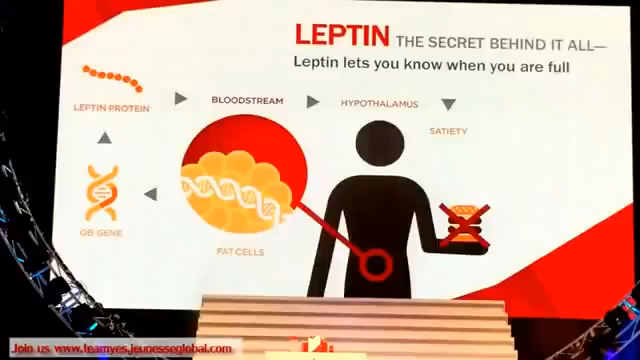 LEPTIN THE SECRET BEHIND IT ALL—
Leptin lets you know when you are full
LEPTIN PROTEIN
BLOODSTREAM
HYPOTHALAMUS
SATIETY
OB GENE
FAT CELLS
Join us www.teamyes.jeunesseglobal.com